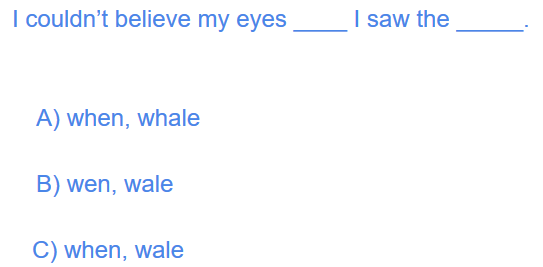 I couldn't believe my eyes ____ I saw the _____.
A) when, whale
B) wen, wale
C) when, wale